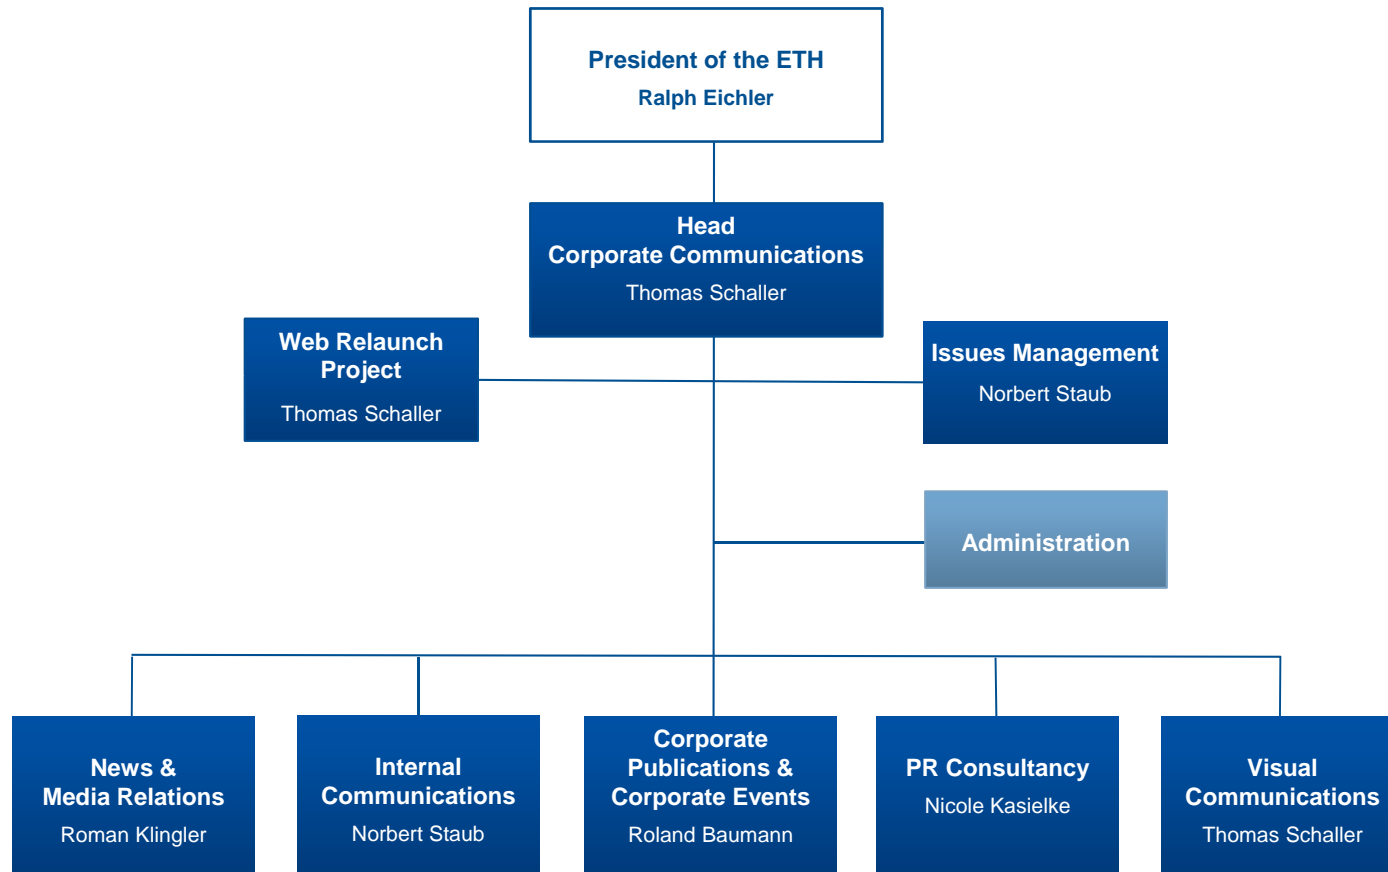 President of the ETH
Ralph Eichler
Head
Corporate Communications
Thomas Schaller
Web Relaunch
Project
Thomas Schaller
Issues Management
Norbert Staub
Administration
News &
Media Relations
Roman Klingler
Internal
Communications
Norbert Staub
Corporate
Publications &
Corporate Events
Roland Baumann
PR Consultancy
Nicole Kasielke
Visual
Communications
Thomas Schaller